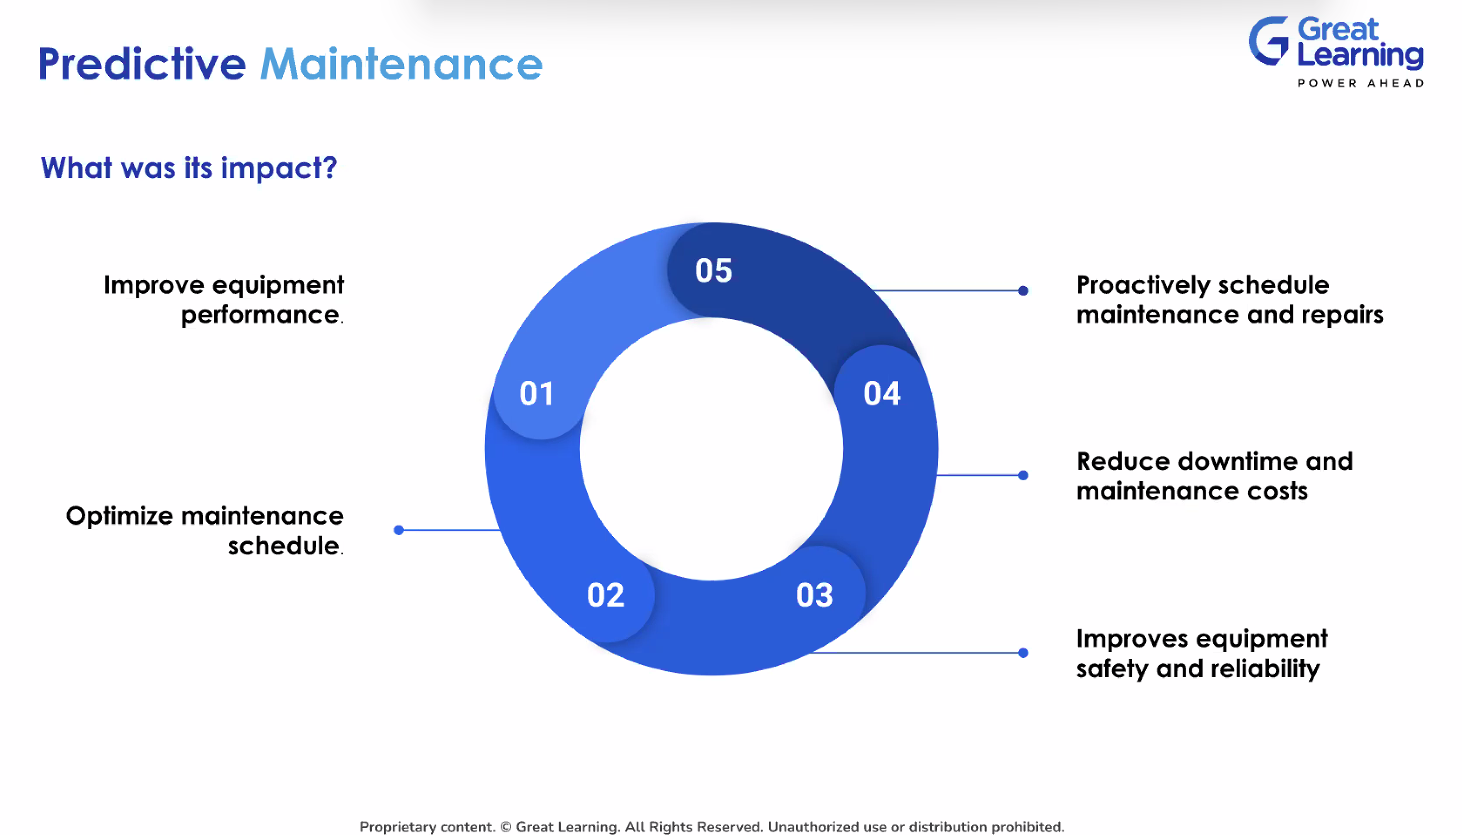 Predictive Maintenance
Great
Learning
POWER AHEAD
What was its impact?
Improve equipment
performance.
Optimize maintenance
schedule.
01
02
03
04
05
Proactively schedule
maintenance and repairs
Reduce downtime and
maintenance costs
Improves equipment
safety and reliability
Proprietary content. © Great Learning. All Rights Reserved. Unauthorized use or distribution prohibited.